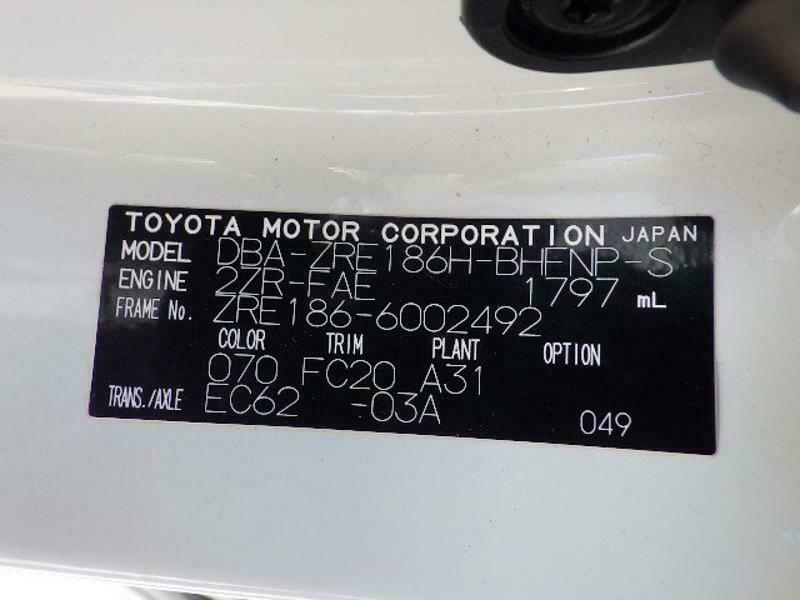 TOYOTA MOTOR CORPORATION JAPAN
MODEL DBA-ZRE186H-BHENP-S
ENGINE 2ZR-FAE 1797 mL
FRAME No. ZRE186-6002492
COLOR TRIM PLANT OPTION
070 FC20 A31
TRANS./AXLE EC62 -03A 049